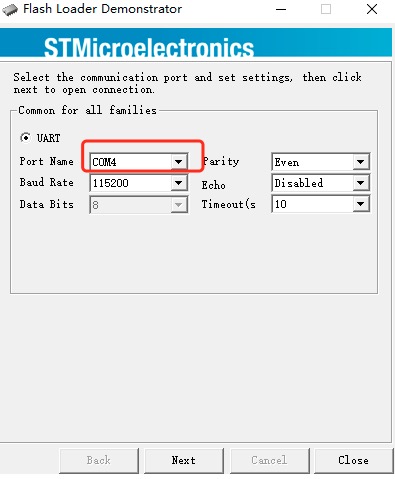 Flash Loader Demonstrator
STMicroelectronics
Select the communication port and set settings, then click
next to open connection.
Common for all families
UART
Port Name COM4 Parity Even
Baud Rate 115200 Echo Disabled
Data Bits 8 Timeout(s 10
Back Next Cancel Close